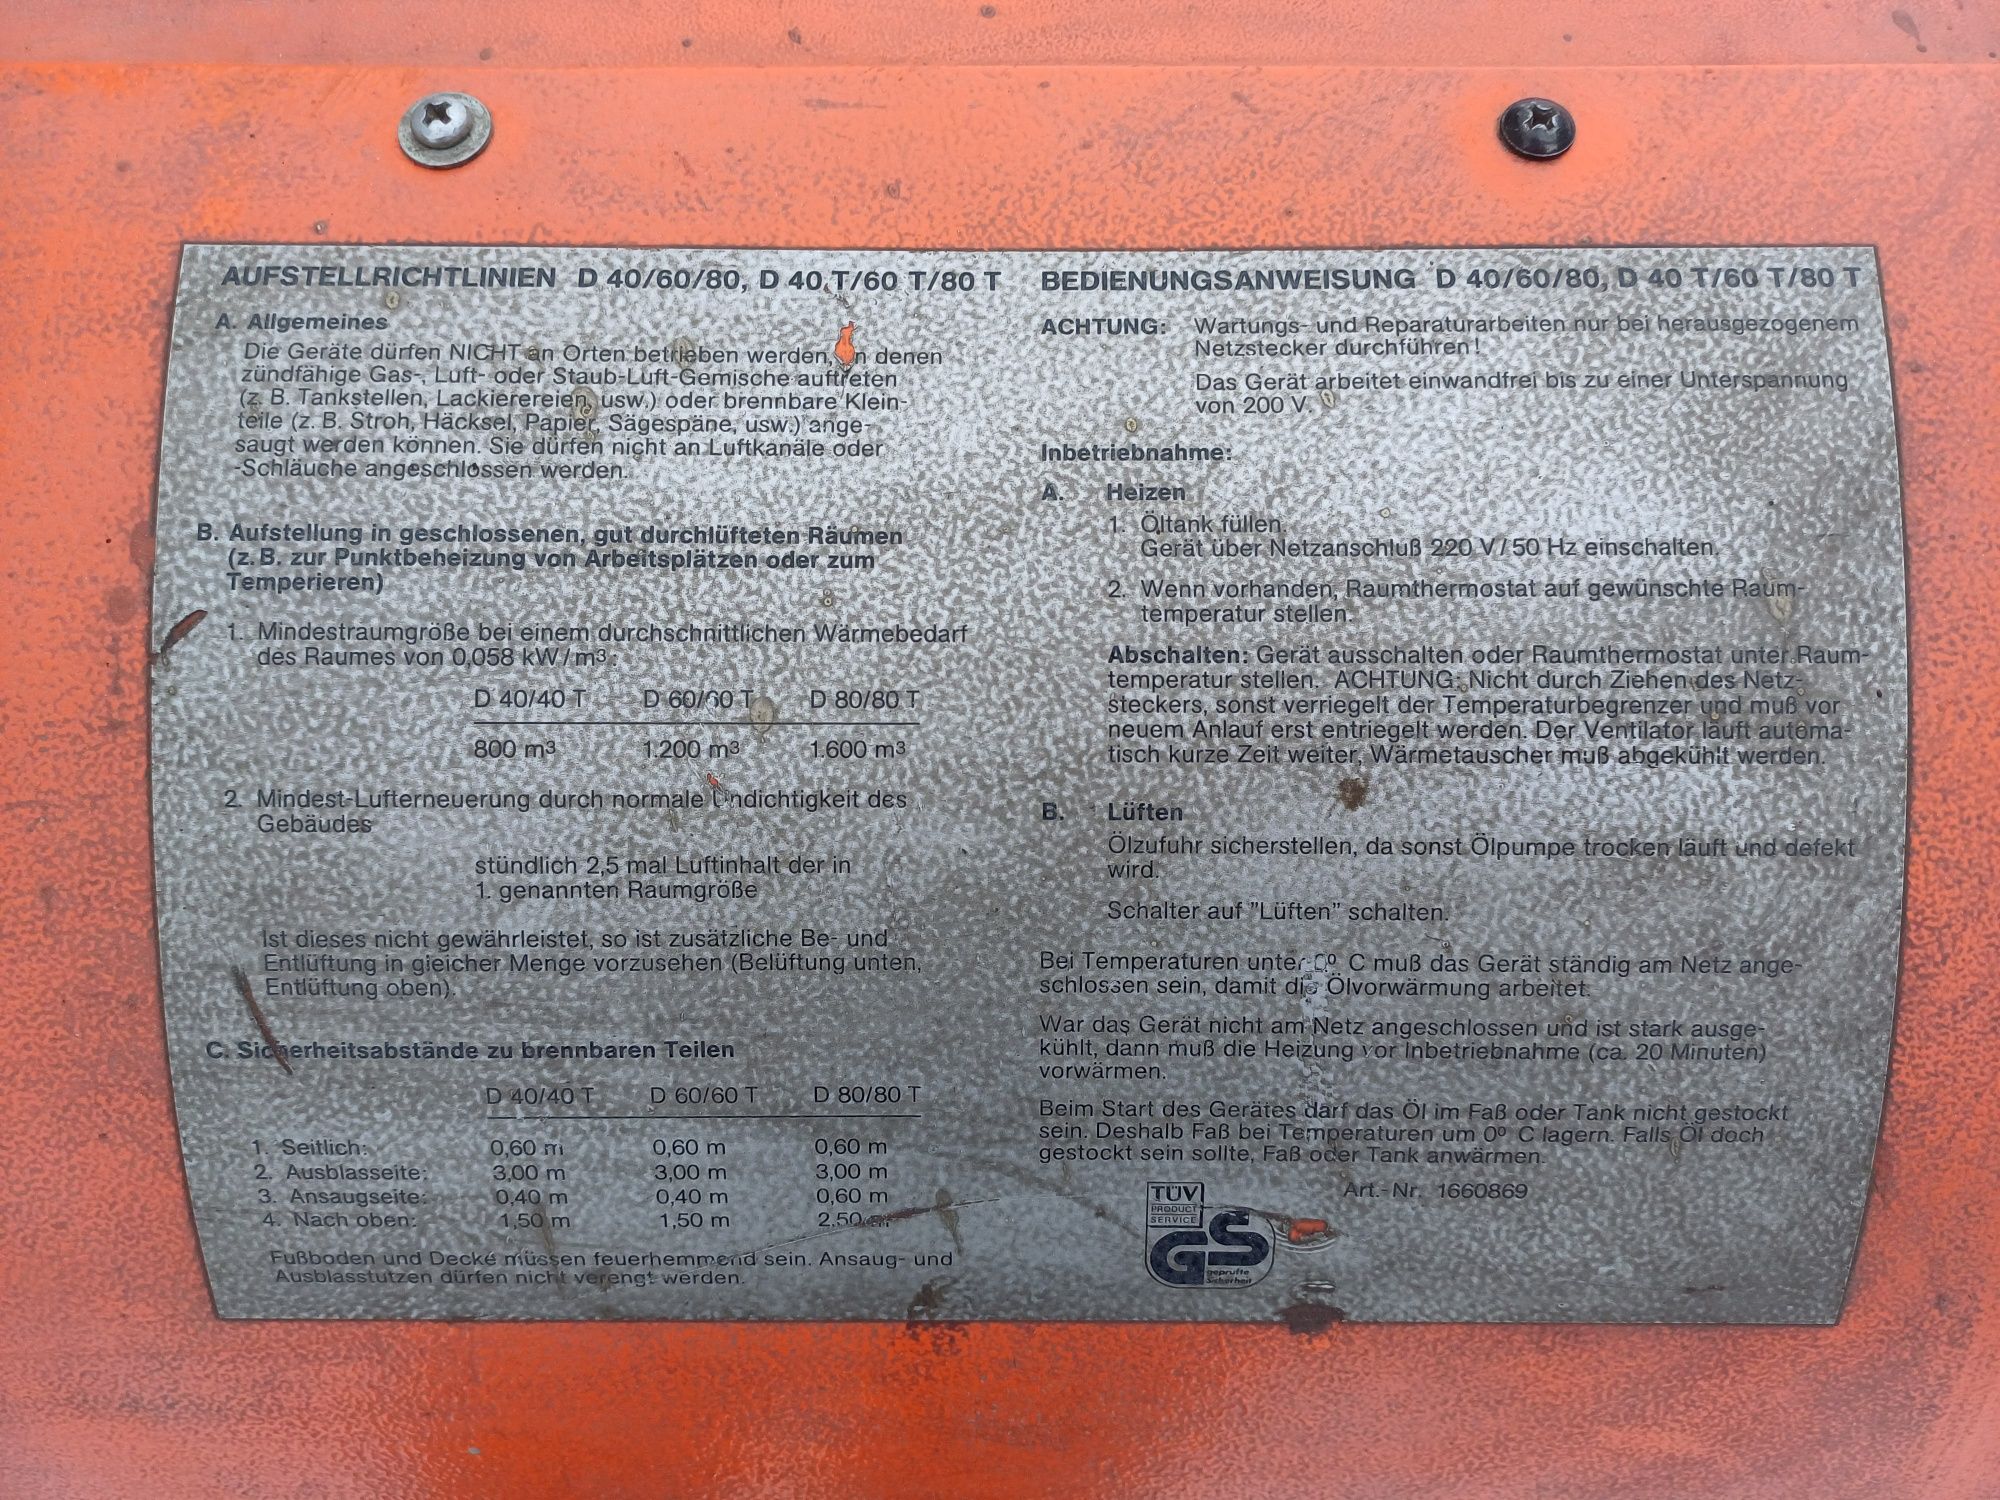 AUFSTELLRICHTLINIEN D 40/60/80, D 40 T/60 T/80 T
A. Allgemeines
Die Geräte dürfen NICHT an Orten betrieben werden, in denen
zündfähige Gas-, Luft- oder Staub-Luft-Gemische auftreten
(z. B. Tankstellen, Lackierereien, usw.) oder brennbare Klein-
teile (z. B. Stroh, Häcksel, Papier, Sägespäne, usw.) ange-
saugt werden können. Sie dürfen nicht an Luftkanäle oder
-Schläuche angeschlossen werden.
B. Aufstellung in geschlossenen, gut durchlüfteten Räumen
(z. B. zur Punktbeheizung von Arbeitsplätzen oder zum
Temperieren)
1. Mindestraumgröße bei einem durchschnittlichen Wärmebedarf
des Raumes von 0,058 kW/m³:
D 40/40 T D 60/60 T D 80/80 T
800 m³ 1.200 m³ 1.600 m³
2. Mindest-Lufterneuerung durch normale Undichtigkeit des
Gebäudes
stündlich 2,5 mal Luftinhalt der in
1. genannten Raumgröße
Ist dieses nicht gewährleistet, so ist zusätzliche Be- und
Entlüftung in gleicher Menge vorzusehen (Belüftung unten,
Entlüftung oben).
C. Sicherheitsabstände zu brennbaren Teilen
D 40/40 T D 60/60 T D 80/80 T
1. Seitlich: 0,60 m 0,60 m 0,60 m
2. Ausblasseite: 3,00 m 3,00 m 3,00 m
3. Ansaugseite: 0,40 m 0,40 m 0,60 m
4. Nach oben: 1,50 m 1,50 m 2,50 m
Fußboden und Decke müssen feuerhemmend sein. Ansaug- und
Ausblasstutzen dürfen nicht verengt werden.
BEDIENUNGSANWEISUNG D 40/60/80, D 40 T/60 T/80 T
ACHTUNG: Wartungs- und Reparaturarbeiten nur bei herausgezogenem
Netzstecker durchführen!
Das Gerät arbeitet einwandfrei bis zu einer Unterspannung
von 200 V.
Inbetriebnahme:
A. Heizen
1. Öltank füllen.
Gerät über Netzanschluß 220 V/50 Hz einschalten.
2. Wenn vorhanden, Raumthermostat auf gewünschte Raum-
temperatur stellen.
Abschalten: Gerät ausschalten oder Raumthermostat unter Raum-
temperatur stellen. ACHTUNG: Nicht durch Ziehen des Netz-
steckers, sonst verriegelt der Temperaturbegrenzer und muß vor
neuem Anlauf erst entriegelt werden. Der Ventilator läuft automa-
tisch kurze Zeit weiter, Wärmetauscher muß abgekühlt werden.
B. Lüften
Ölzufuhr sicherstellen, da sonst Ölpumpe trocken läuft und defekt
wird.
Schalter auf "Lüften" schalten.
Bei Temperaturen unter 0º C muß das Gerät ständig am Netz ange-
schlossen sein, damit die Ölvorwärmung arbeitet.
War das Gerät nicht am Netz angeschlossen und ist stark ausge-
kühlt, dann muß die Heizung vor Inbetriebnahme (ca. 20 Minuten)
vorwärmen.
Beim Start des Gerätes darf das Öl im Faß oder Tank nicht gestockt
sein. Deshalb Faß bei Temperaturen um 0º C lagern. Falls Öl doch
gestockt sein sollte, Faß oder Tank anwärmen.
Art.-Nr. 1660869
TÜV
PRODUCT
SERVICE
GS
geprüfte
Sicherheit